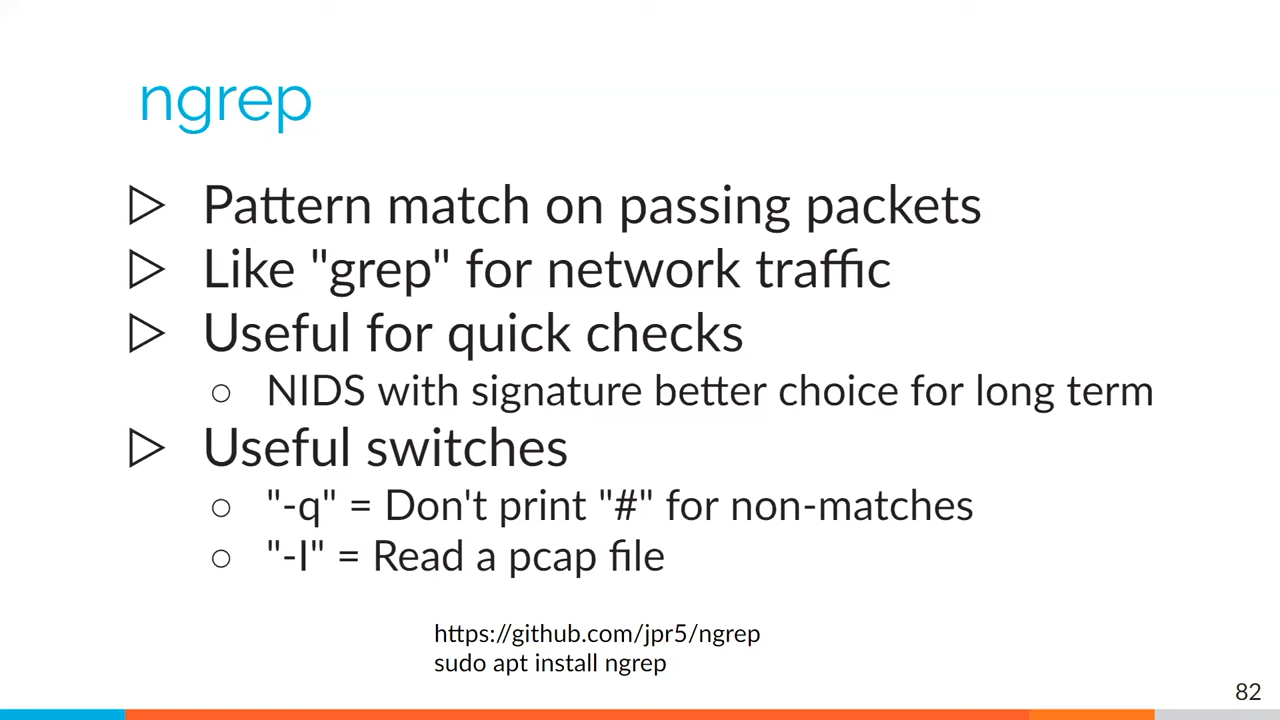 ngrep
▷ Pattern match on passing packets
▷ Like "grep" for network traffic
▷ Useful for quick checks
○ NIDS with signature better choice for long term
▷ Useful switches
○ "-q" = Don't print "#" for non-matches
○ "-I" = Read a pcap file
https://github.com/jpr5/ngrep
sudo apt install ngrep
82